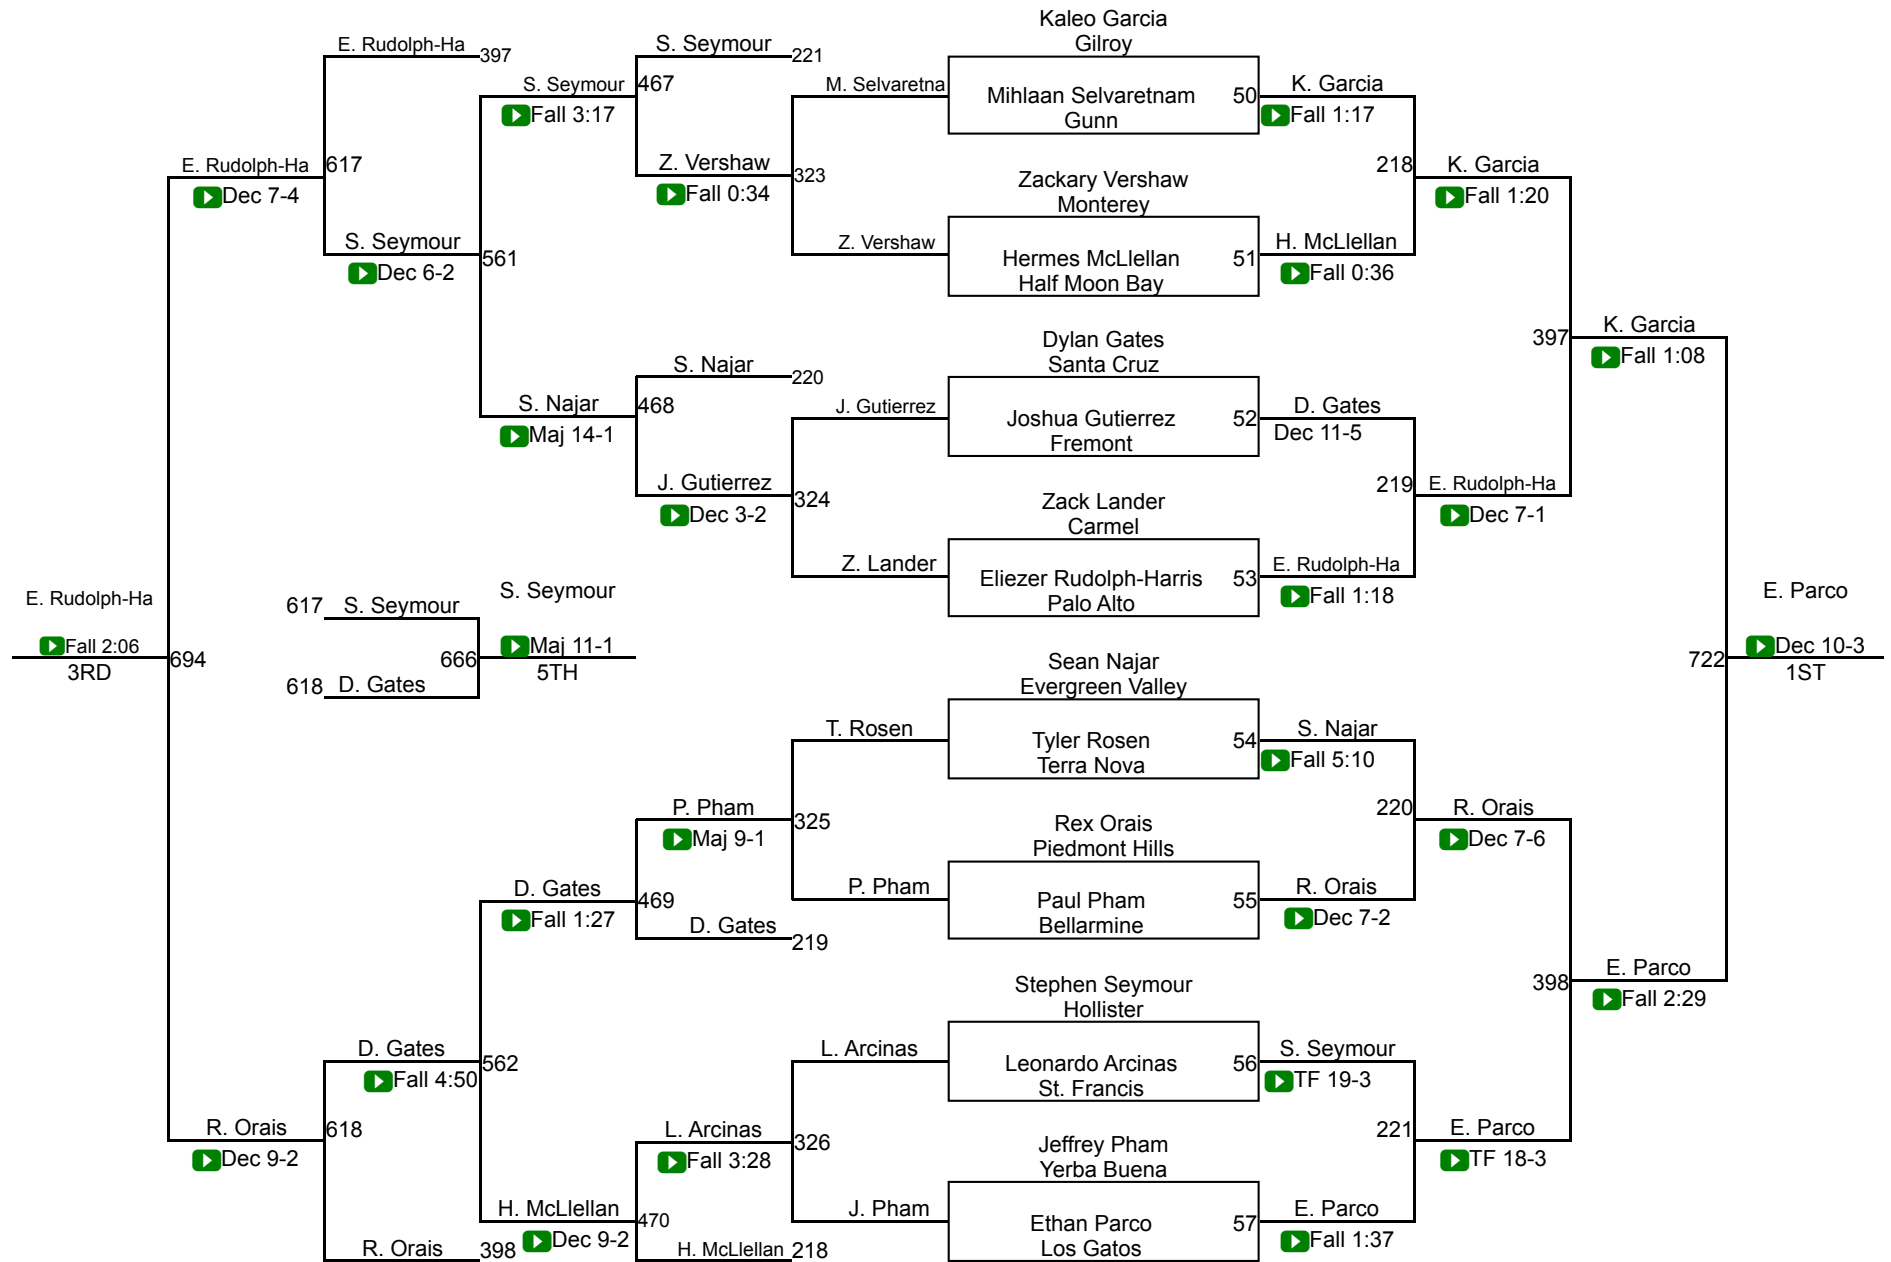 Kaleo Garcia
Gilroy
E. Rudolph-Ha 397
S. Seymour 221
S. Seymour 467
Fall 3:17
M. Selvaretna
Mihlaan Selvaretnam 50
Gunn
K. Garcia
Fall 1:17
E. Rudolph-Ha 617
Dec 7-4
Z. Vershaw 323
Fall 0:34
Zackary Vershaw
Monterey
218 K. Garcia
Fall 1:20
S. Seymour 561
Dec 6-2
Z. Vershaw
Hermes McLlellan 51
Half Moon Bay
H. McLlellan
Fall 0:36
397 K. Garcia
Fall 1:08
Dylan Gates
Santa Cruz
S. Najar 220
S. Najar 468
Maj 14-1
J. Gutierrez
Joshua Gutierrez 52
Fremont
D. Gates
Dec 11-5
J. Gutierrez 324
Dec 3-2
Zack Lander
Carmel
219 E. Rudolph-Ha
Dec 7-1
Z. Lander
Eliezer Rudolph-Harris 53
Palo Alto
E. Rudolph-Ha
Fall 1:18
E. Rudolph-Ha
Fall 2:06
3RD
694
617 S. Seymour
618 D. Gates
666
S. Seymour
Maj 11-1
5TH
722
E. Parco
Dec 10-3
1ST
Sean Najar
Evergreen Valley
T. Rosen
Tyler Rosen 54
Terra Nova
S. Najar
Fall 5:10
P. Pham 325
Maj 9-1
Rex Orais
Piedmont Hills
220 R. Orais
Dec 7-6
D. Gates 469
Fall 1:27
P. Pham
Paul Pham 55
Bellarmine
R. Orais
Dec 7-2
D. Gates 219
398 E. Parco
Fall 2:29
Stephen Seymour
Hollister
D. Gates 562
Fall 4:50
L. Arcinas
Leonardo Arcinas 56
St. Francis
S. Seymour
TF 19-3
R. Orais 618
Dec 9-2
L. Arcinas 326
Fall 3:28
Jeffrey Pham
Yerba Buena
221 E. Parco
TF 18-3
H. McLlellan 470
Dec 9-2
J. Pham
Ethan Parco 57
Los Gatos
E. Parco
Fall 1:37
R. Orais 398
H. McLlellan 218